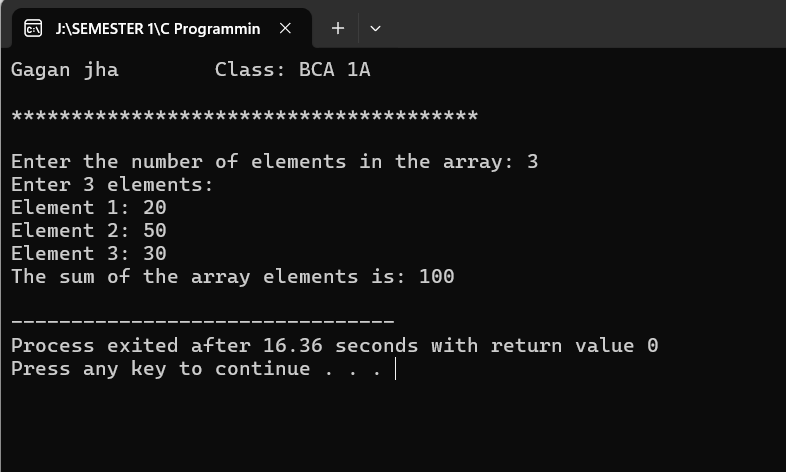 J:\SEMESTER 1\C Programmin
Gagan jha        Class: BCA 1A
***************************************
Enter the number of elements in the array: 3
Enter 3 elements:
Element 1: 20
Element 2: 50
Element 3: 30
The sum of the array elements is: 100
--------------------------------
Process exited after 16.36 seconds with return value 0
Press any key to continue . . .